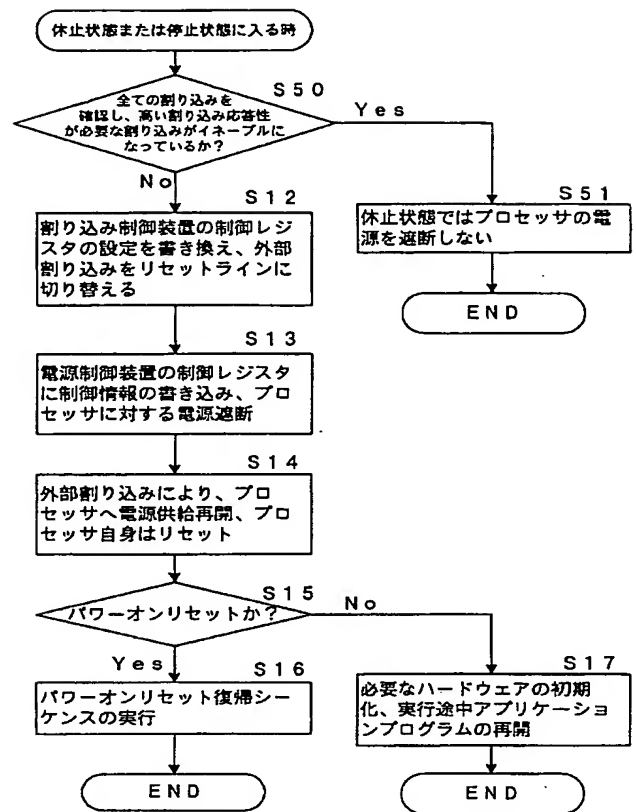 休止状態または停止状態に入る時
S50
全ての割り込みを
確認し、高い割り込み応答性
が必要な割り込みがイネーブルに
なっているか?
Yes
No
S51
休止状態ではプロセッサの電
源を遮断しない
END
S12
割り込み制御装置の制御レジ
スタの設定を書き換え、外部
割り込みをリセットラインに
切り替える
S13
電源制御装置の制御レジスタ
に制御情報の書き込み、プロ
セッサに対する電源遮断
S14
外部割り込みにより、プロ
セッサへ電源供給再開、プロ
セッサ自身はリセット
S15
パワーオンリセットか?
No
Yes
S16
パワーオンリセット復帰シー
ケンスの実行
END
S17
必要なハードウェアの初期
化、実行途中アプリケーショ
ンプログラムの再開
END